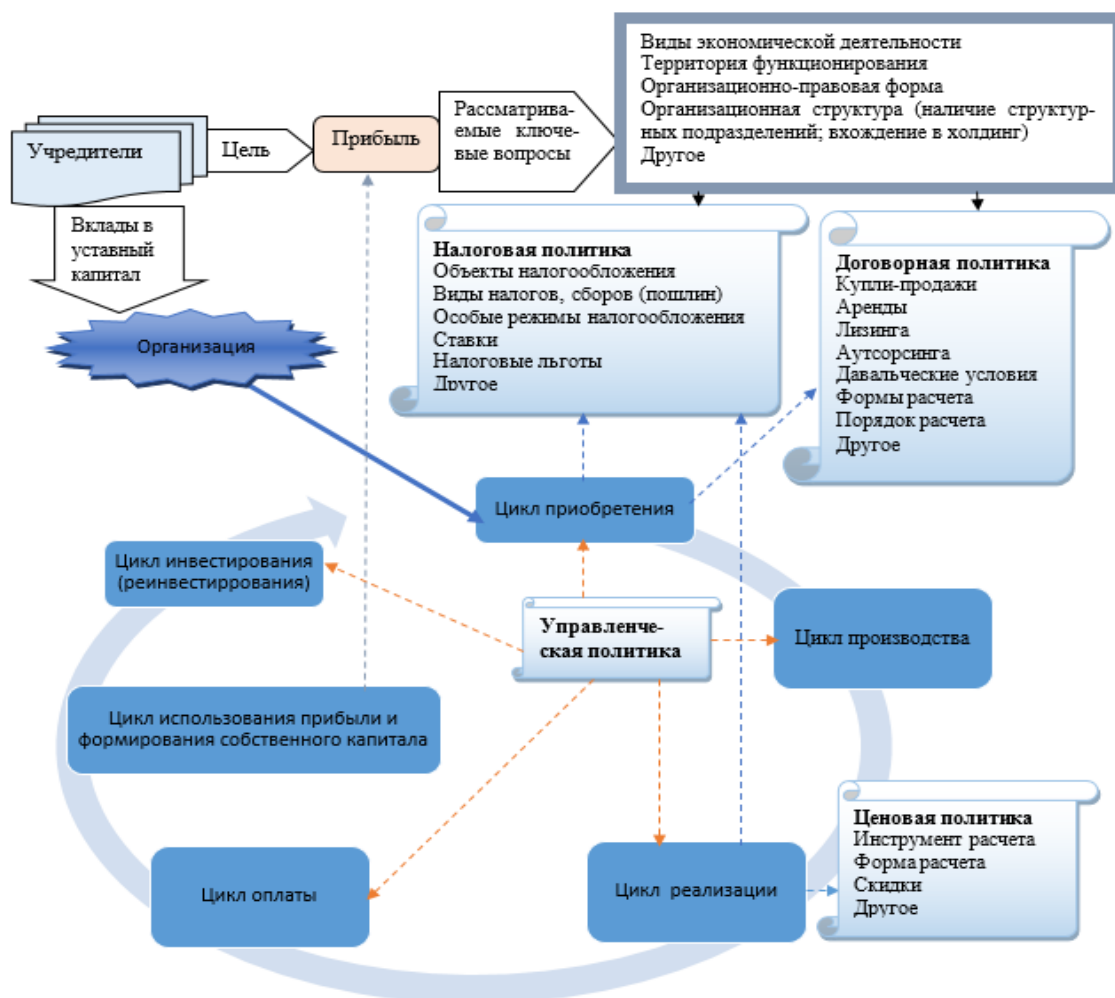 Учредители
Цель
Прибыль
Рассматрива-
емые ключе-
вые вопросы
Виды экономической деятельности
Территория функционирования
Организационно-правовая форма
Организационная структура (наличие структур-
ных подразделений; вхождение в холдинг)
Другое
Вклады в
уставный
капитал
Организация
Налоговая политика
Объекты налогообложения
Виды налогов, сборов (пошлин)
Особые режимы налогообложения
Ставки
Налоговые льготы
Другое
Договорная политика
Купли-продажи
Аренды
Лизинга
Аутсорсинга
Давальческие условия
Формы расчета
Порядок расчета
Другое
Цикл приобретения
Цикл инвестирования
(реинвестиррования)
Управленче-
ская политика
Цикл производства
Цикл использования прибыли и
формирования собственного капитала
Ценовая политика
Инструмент расчета
Форма расчета
Скидки
Другое
Цикл оплаты
Цикл реализации